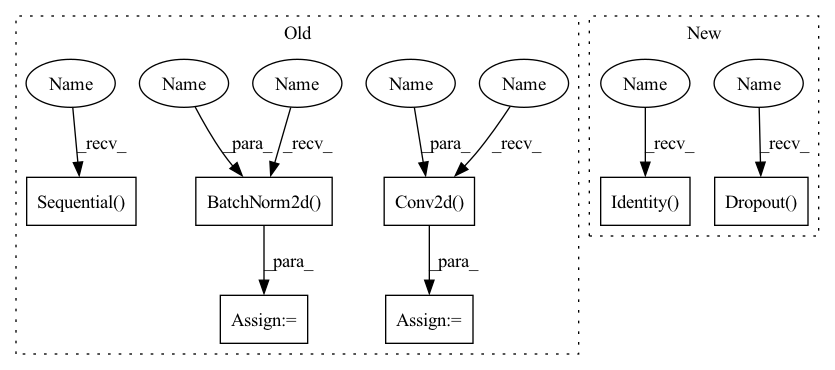 Old
New
Name
Name
Name
Name
Name
Name
Name
_recv_
_para_
_recv_
_para_
_recv_
_recv_
_recv_
Sequential()
BatchNorm2d()
Conv2d()
Identity()
Dropout()
_para_
_para_
Assign:=
Assign:=